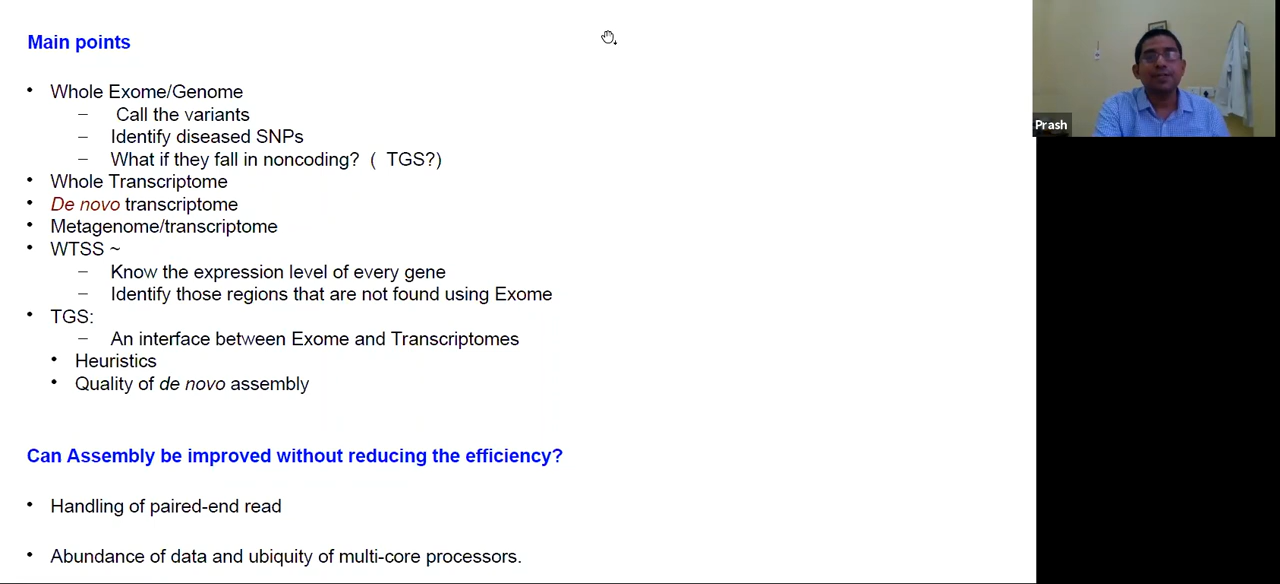 Main points
• Whole Exome/Genome
– Call the variants
– Identify diseased SNPs
– What if they fall in noncoding? ( TGS?)
• Whole Transcriptome
• De novo transcriptome
• Metagenome/transcriptome
• WTSS ~
– Know the expression level of every gene
– Identify those regions that are not found using Exome
• TGS:
– An interface between Exome and Transcriptomes
• Heuristics
• Quality of de novo assembly
Can Assembly be improved without reducing the efficiency?
• Handling of paired-end read
• Abundance of data and ubiquity of multi-core processors.
Prash